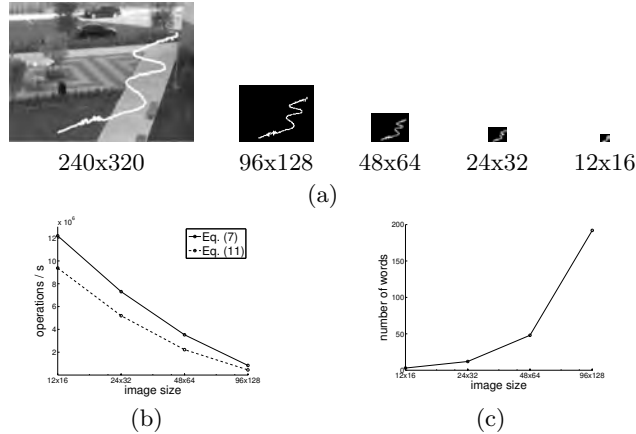 240x320
96x128
48x64
24x32
12x16
(a)
x 10^6
12
10
8
6
4
2
operations / s
12x16
24x32
48x64
96x128
image size
Eq. (7)
Eq. (11)
(b)
200
150
100
50
0
number of words
12x16
24x32
48x64
96x128
image size
(c)